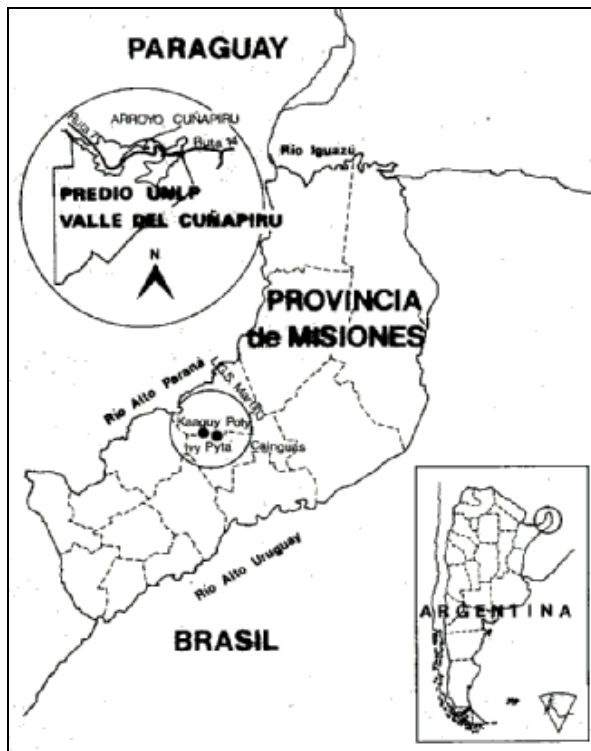 PARAGUAY
ARROYO CUÑAPIRU
Ruta 7
Ruta 14
Río Iguazú
PREDIO UNLP
VALLE DEL CUÑAPIRU
N
PROVINCIA
de MISIONES
Río Alto Paraná
Kaaguy Poty
Ivy Pyta
Cainguás
Río Alto Uruguay
BRASIL
ARGENTINA